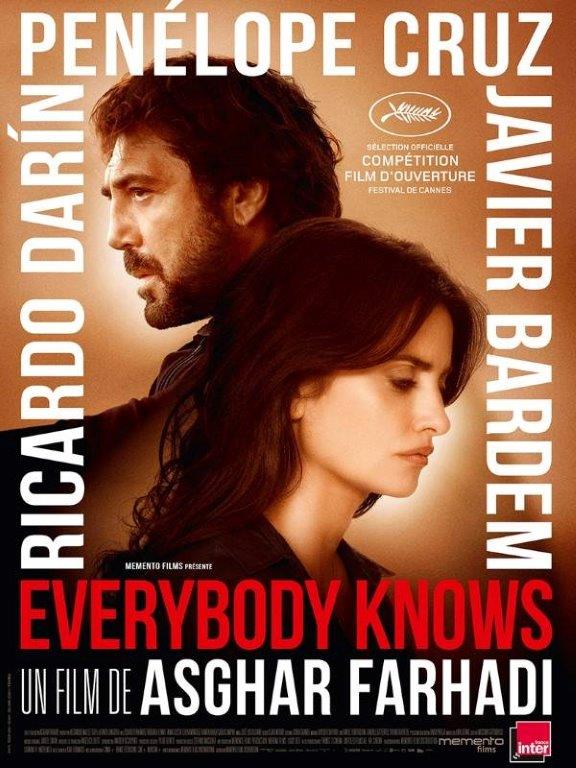 PENÉLOPE CRUZ
RICARDO DARÍN
JAVIER BARDEM
SÉLECTION OFFICIELLE
COMPÉTITION
FILM D'OUVERTURE
FESTIVAL DE CANNES
MEMENTO FILMS PRÉSENTE
EVERYBODY KNOWS
UN FILM DE ASGHAR FARHADI
memento
films
france
inter